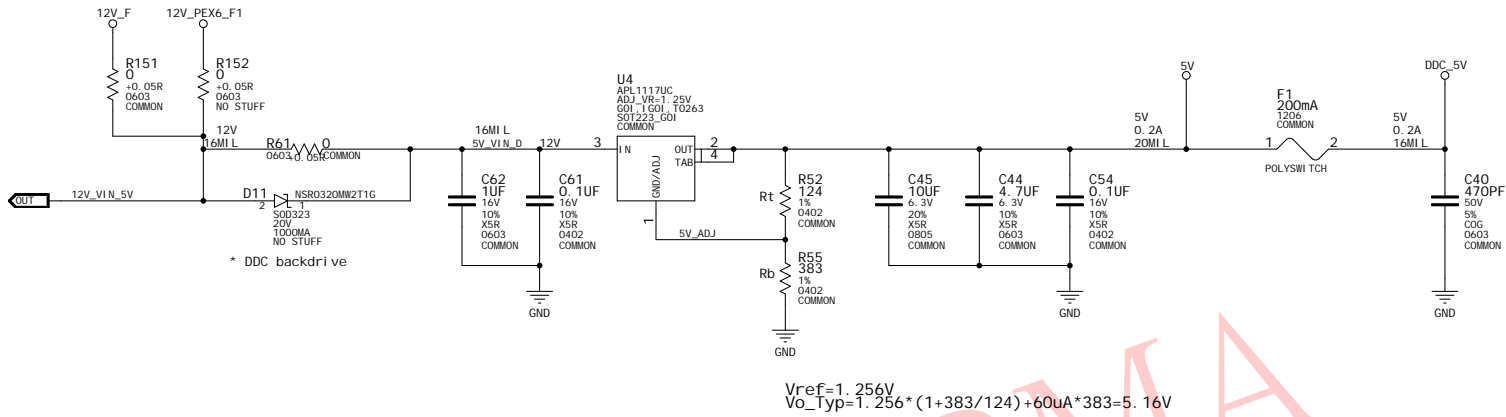 12V_F
12V_PEX6_F1
R151
0
+0.05R
0603
COMMON
R152
0
+0.05R
0603
NO STUFF
12V
16MIL
R61
0
0603
+0.05R
COMMON
OUT
12V_VIN_5V
D11
NSR0320MW2T1G
2
1
SOD323
20V
1000MA
NO STUFF
* DDC backdrive
16MIL
5V_VIN_D
12V
C62
1UF
16V
10%
X5R
0603
COMMON
C61
0.1UF
16V
10%
X5R
0402
COMMON
GND
U4
APL1117UC
ADJ_VR=1.25V
GOI,IGOI,TO263
SOT223_GOI
COMMON
3
IN
OUT
2
TAB
4
GND/ADJ
1
5V_ADJ
Rt
R52
124
1%
0402
COMMON
Rb
R55
383
1%
0402
COMMON
GND
C45
10UF
6.3V
20%
X5R
0805
COMMON
C44
4.7UF
6.3V
10%
X5R
0603
COMMON
C54
0.1UF
16V
10%
X5R
0402
COMMON
GND
5V
5V
0.2A
20MIL
F1
200mA
1206
COMMON
1
2
POLYSWITCH
5V
0.2A
16MIL
DDC_5V
C40
470PF
50V
5%
COG
0603
COMMON
GND
Vref=1.256V
Vo_Typ=1.256*(1+383/124)+60uA*383=5.16V